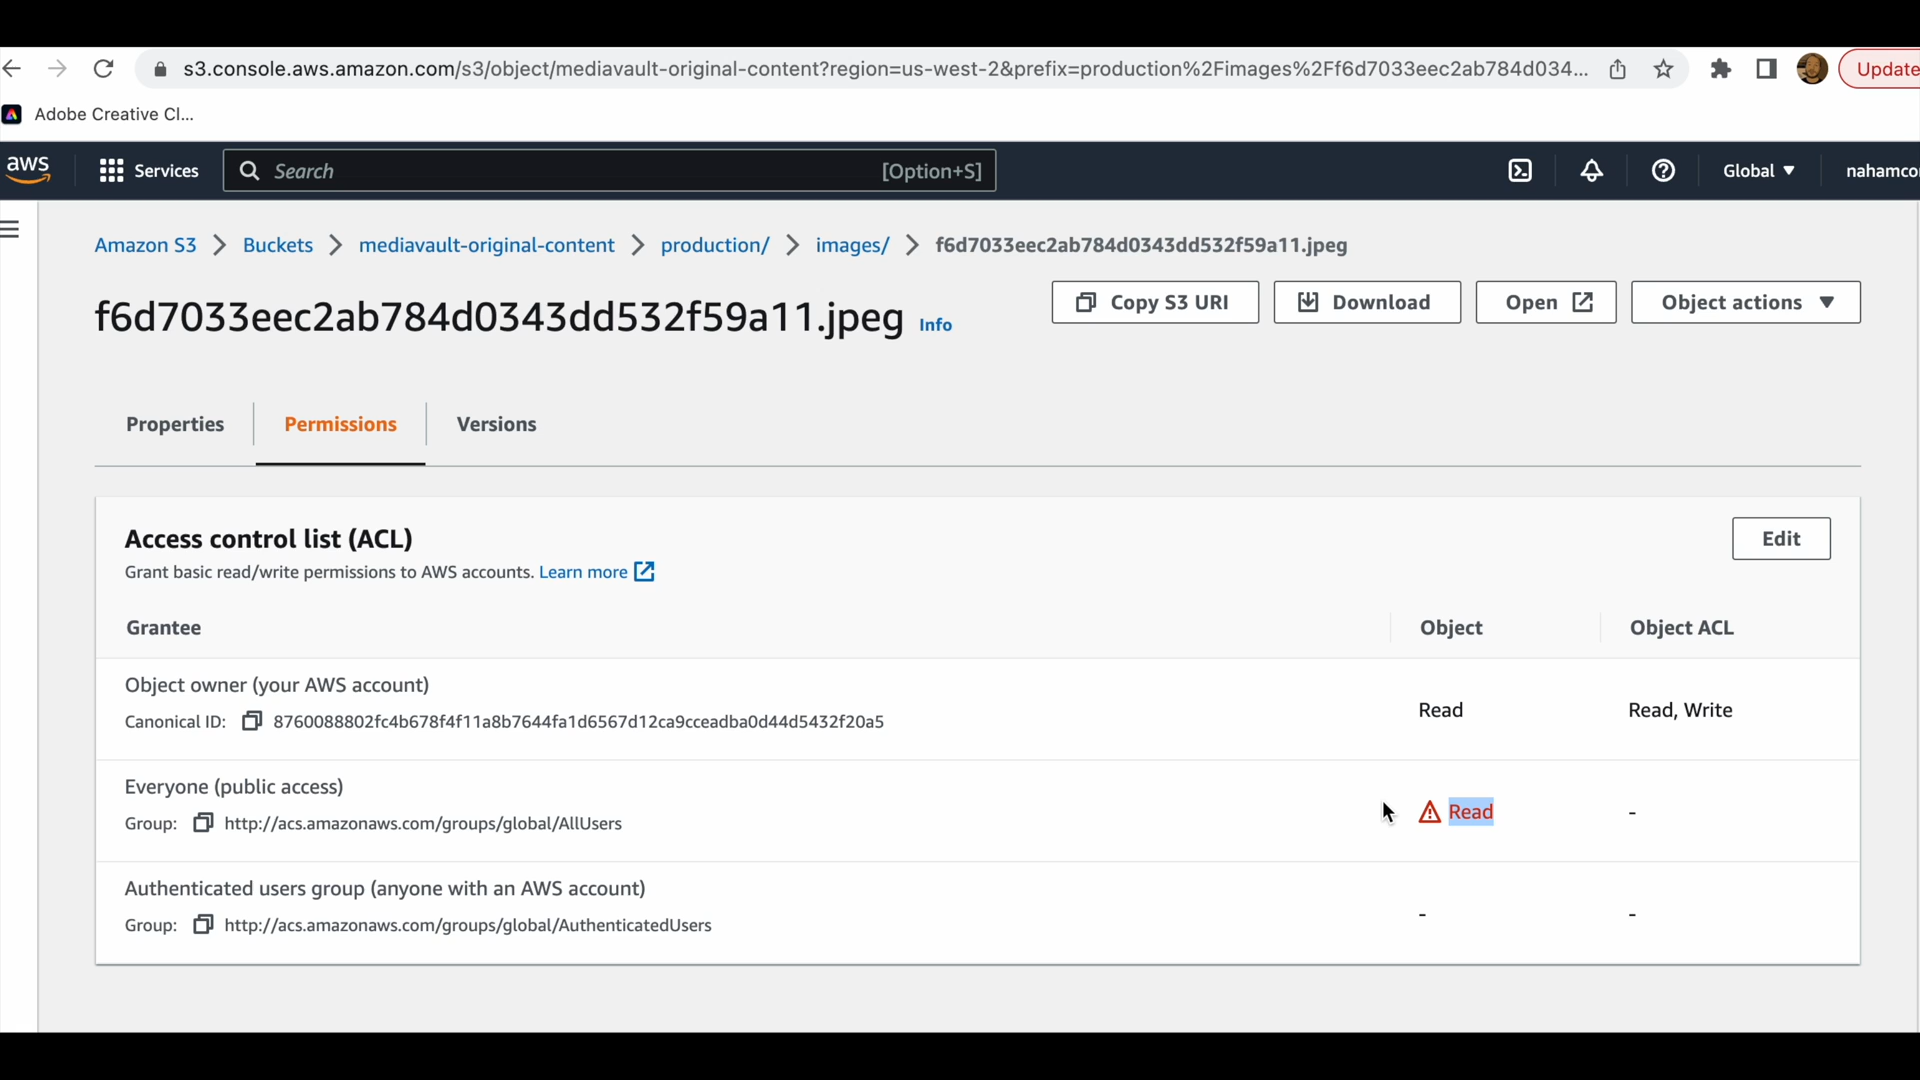 s3.console.aws.amazon.com/s3/object/mediavault-original-content?region=us-west-2&prefix=production%2Fimages%2Ff6d7033eec2ab784d034...
Update
Adobe Creative Cl...
aws
Services
Search
[Option+S]
Global
nahamco
Amazon S3 > Buckets > mediavault-original-content > production/ > images/ > f6d7033eec2ab784d0343dd532f59a11.jpeg
f6d7033eec2ab784d0343dd532f59a11.jpeg Info
Copy S3 URI
Download
Open
Object actions
Properties
Permissions
Versions
Access control list (ACL)
Edit
Grant basic read/write permissions to AWS accounts. Learn more
Grantee
Object
Object ACL
Object owner (your AWS account)
Canonical ID: 8760088802fc4b678f4f11a8b7644fa1d6567d12ca9cceadba0d44d5432f20a5
Read
Read, Write
Everyone (public access)
Group: http://acs.amazonaws.com/groups/global/AllUsers
Read
-
Authenticated users group (anyone with an AWS account)
Group: http://acs.amazonaws.com/groups/global/AuthenticatedUsers
-
-